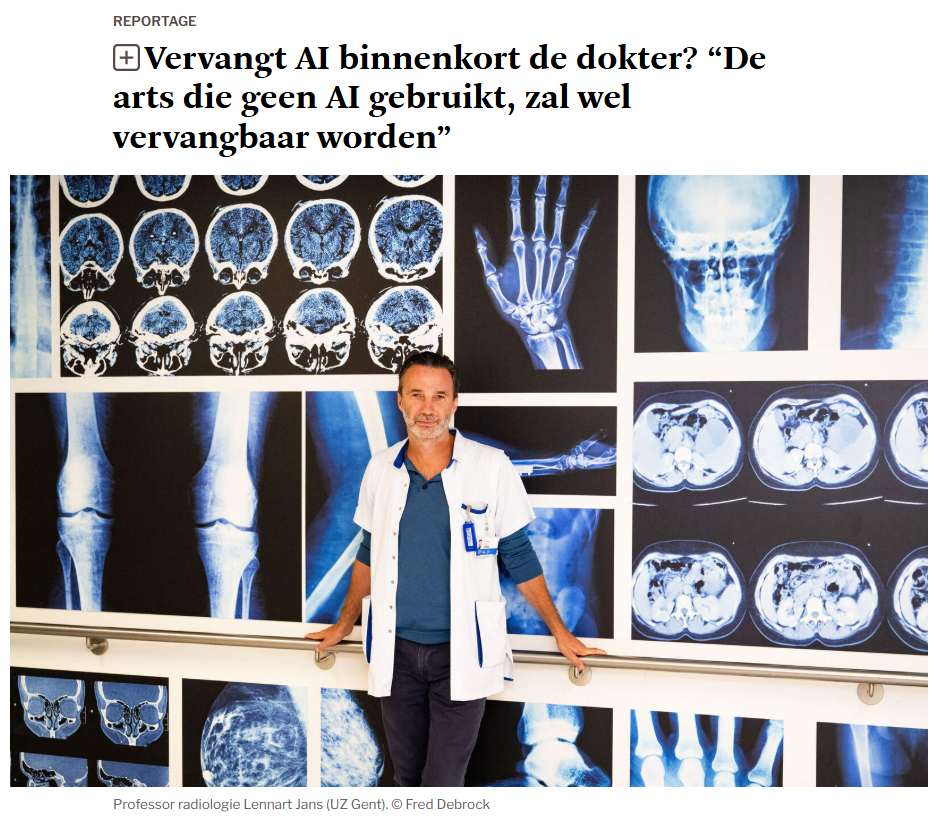 REPORTAGE
Vervangt AI binnenkort de dokter? “De
arts die geen AI gebruikt, zal wel
vervangbaar worden”
Professor radiologie Lennart Jans (UZ Gent). © Fred Debrock